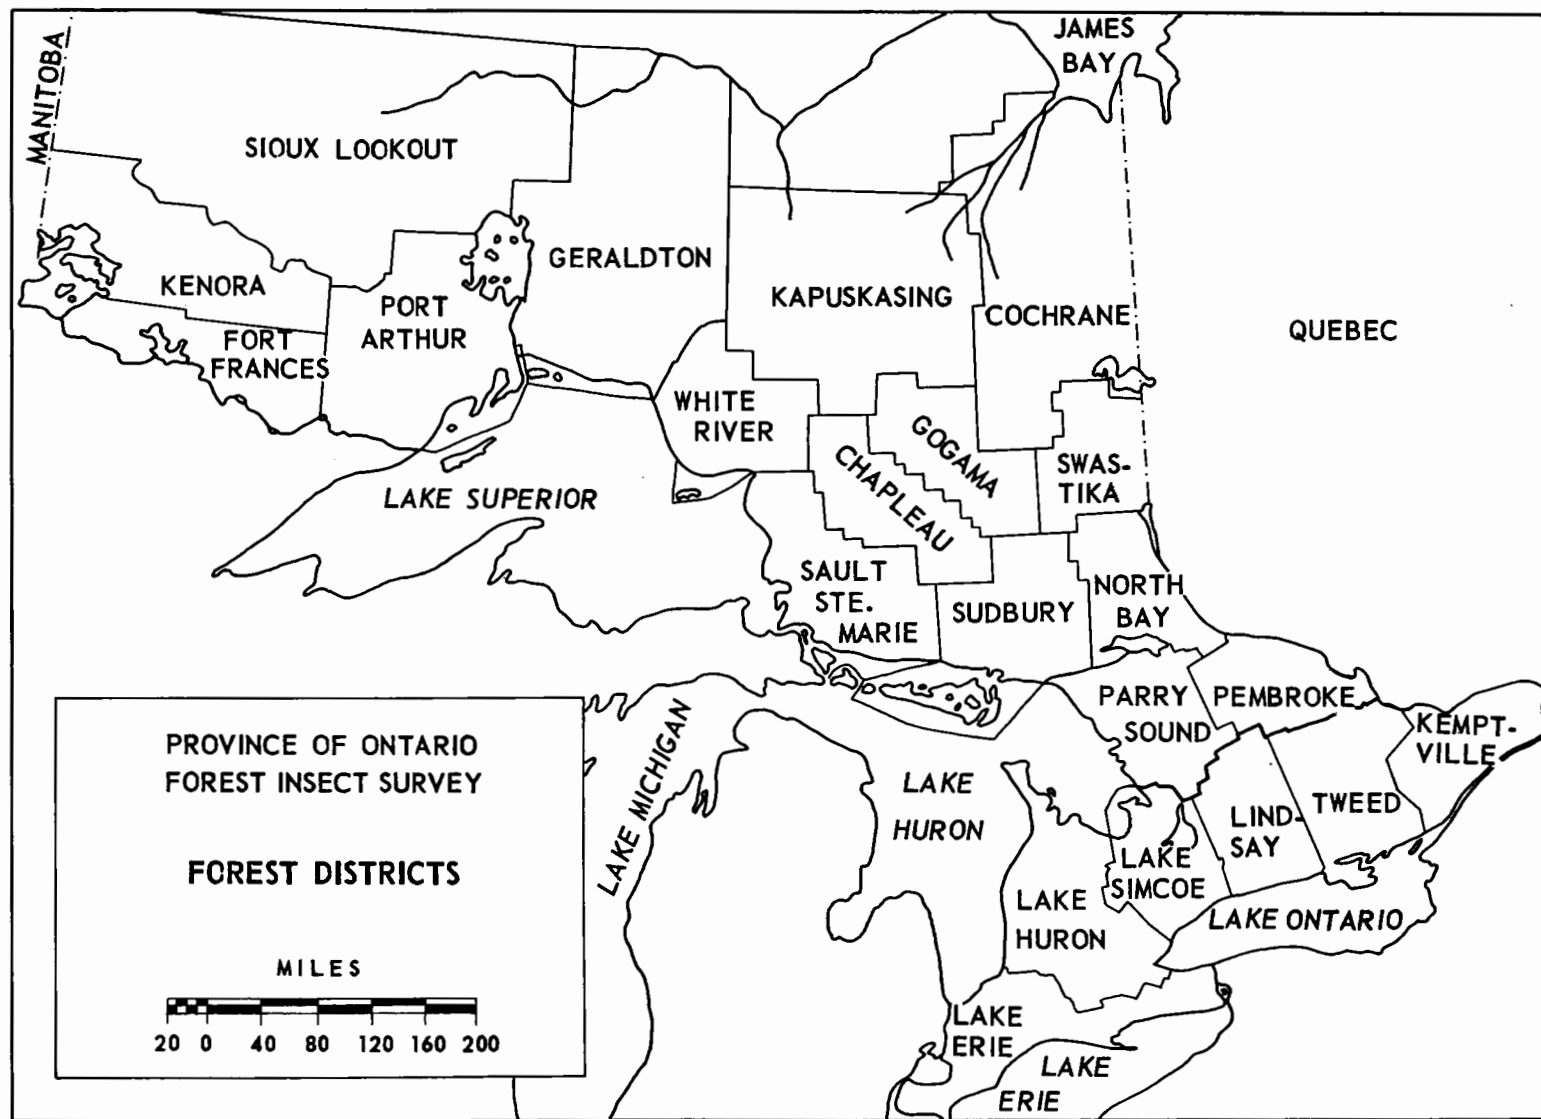 JAMES
BAY
MANITOBA
SIOUX LOOKOUT
GERALDTON
KENORA
PORT
ARTHUR
KAPUSKASING
COCHRANE
QUEBEC
FORT
FRANCES
WHITE
RIVER
GOGAMA
CHAPLEAU
SWAS-
TIKA
LAKE SUPERIOR
SAULT
STE.
MARIE
SUDBURY
NORTH
BAY
PARRY
SOUND
PEMBROKE
KEMPT-
VILLE
LAKE MICHIGAN
LAKE
HURON
TWEED
LIND-
SAY
LAKE
SIMCOE
LAKE
HURON
LAKE ONTARIO
LAKE
ERIE
LAKE
ERIE
PROVINCE OF ONTARIO
FOREST INSECT SURVEY
FOREST DISTRICTS
MILES
20 0 40 80 120 160 200